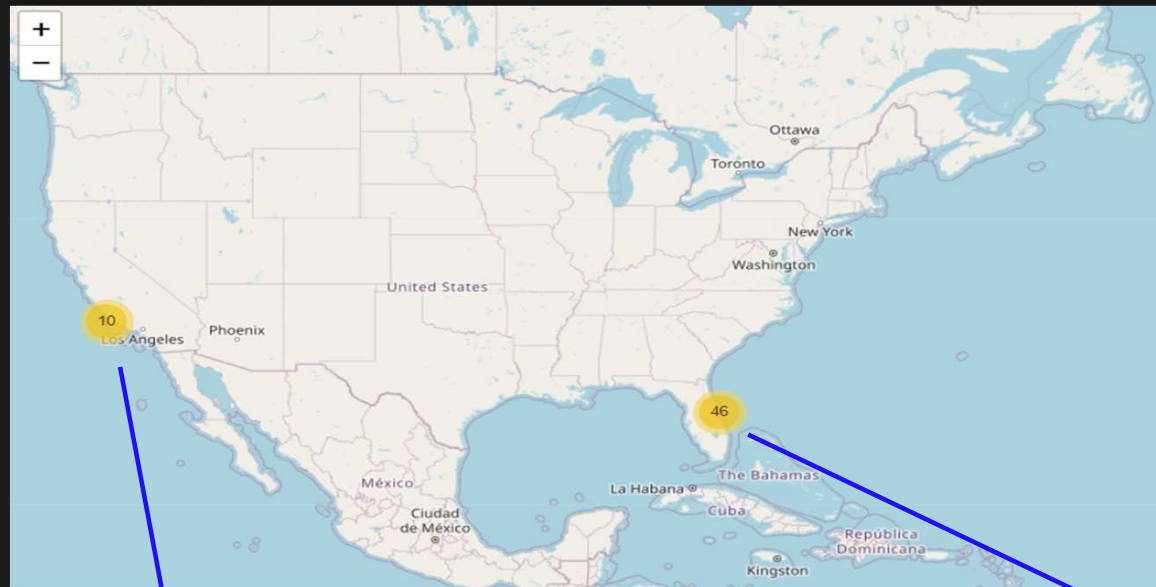 +
−
Ottawa
Toronto
New York
Washington
United States
10
Los Angeles
Phoenix
46
The Bahamas
La Habana
Cuba
México
Ciudad
de México
República
Dominicana
Kingston